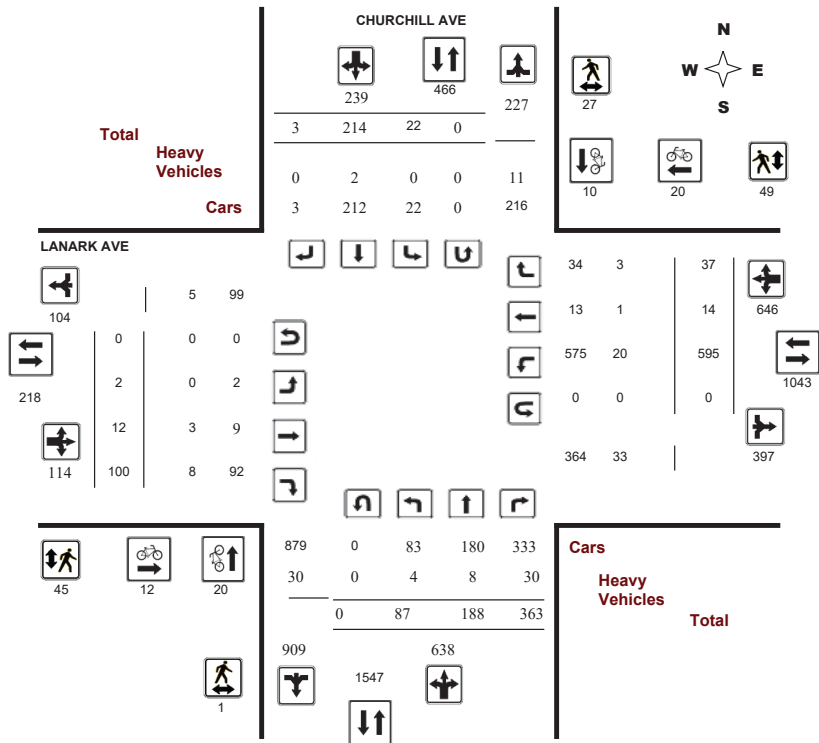 CHURCHILL AVE
N
W E
S
239 466 227 27
Total 3 214 22 0
Heavy
Vehicles 0 2 0 0 11
10 20 49
Cars 3 212 22 0 216
LANARK AVE
34 3 37
5 99
104
13 1 14 646
0 0 0
218
575 20 595 1043
2 0 2
0 0 0
12 3 9
114 100 8 92
364 33 397
879 0 83 180 333 Cars
30 0 4 8 30 Heavy
Vehicles
45 12 20
0 87 188 363 Total
909 638
1547
1